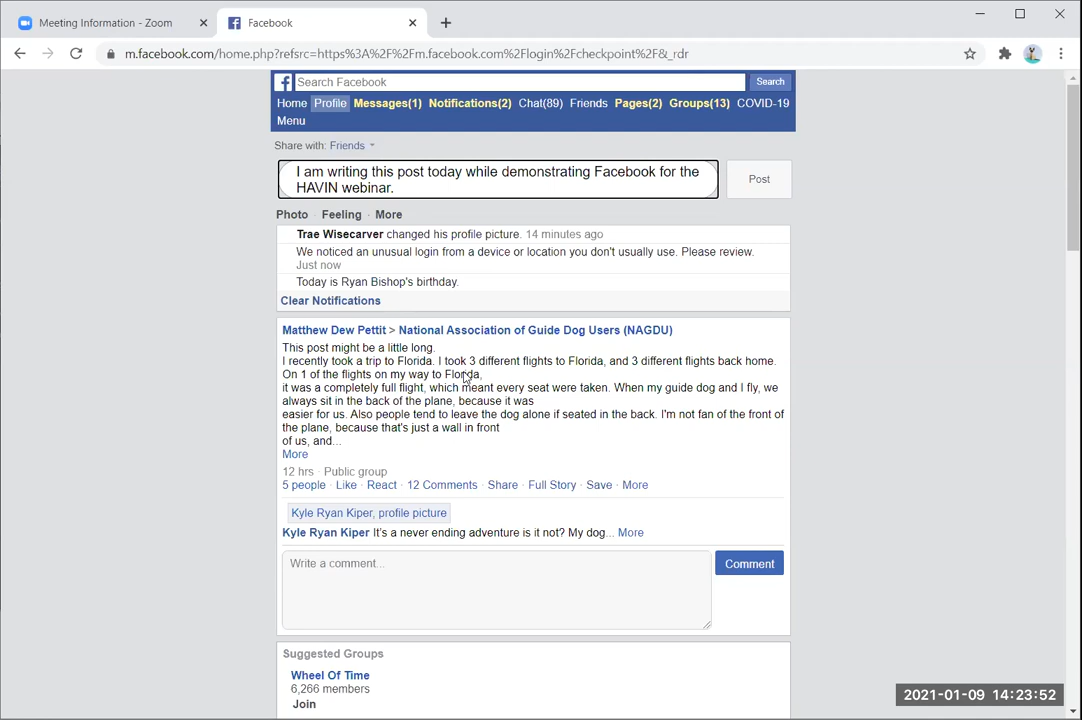 Meeting Information - Zoom
Facebook
m.facebook.com/home.php?refsrc=https%3A%2F%2Fm.facebook.com%2Flogin%2Fcheckpoint%2F&_rdr
Search Facebook
Search
Home Profile Messages(1) Notifications(2) Chat(89) Friends Pages(2) Groups(13) COVID-19
Menu
Share with: Friends
I am writing this post today while demonstrating Facebook for the
HAVIN webinar.
Post
Photo · Feeling · More
Trae Wisecarver changed his profile picture. 14 minutes ago
We noticed an unusual login from a device or location you don't usually use. Please review.
Just now
Today is Ryan Bishop's birthday.
Clear Notifications
Matthew Dew Pettit > National Association of Guide Dog Users (NAGDU)
This post might be a little long.
I recently took a trip to Florida. I took 3 different flights to Florida, and 3 different flights back home.
On 1 of the flights on my way to Florida,
it was a completely full flight, which meant every seat were taken. When my guide dog and I fly, we
always sit in the back of the plane, because it was
easier for us. Also people tend to leave the dog alone if seated in the back. I'm not fan of the front of
the plane, because that's just a wall in front
of us, and...
More
12 hrs · Public group
5 people · Like · React · 12 Comments · Share · Full Story · Save · More
Kyle Ryan Kiper, profile picture
Kyle Ryan Kiper It's a never ending adventure is it not? My dog... More
Write a comment...
Comment
Suggested Groups
Wheel Of Time
6,266 members
Join
2021-01-09 14:23:52